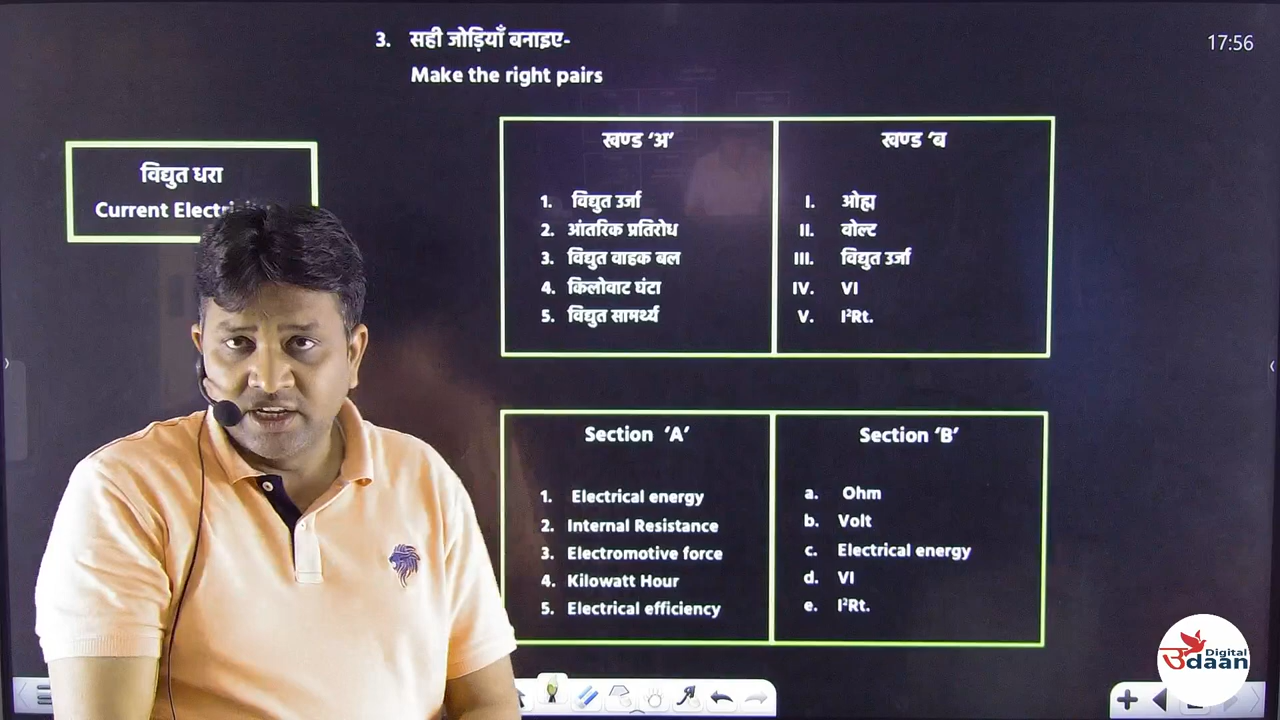 3. सही जोड़ियाँ बनाइए-
Make the right pairs
17:56
विद्युत धरा
Current
खण्ड ‘अ’
1. विद्युत उर्जा
2. आंतरिक प्रतिरोध
3. विद्युत वाहक बल
4. किलोवाट घंटा
5. विद्युत सामर्थ्य
खण्ड ‘ब
I. ओह्म
II. वोल्ट
III. विद्युत उर्जा
IV. VI
V. I²Rt.
Section ‘A’
1. Electrical energy
2. Internal Resistance
3. Electromotive force
4. Kilowatt Hour
5. Electrical efficiency
Section ‘B’
a. Ohm
b. Volt
c. Electrical energy
d. VI
e. I²Rt.
Digital
उdaan